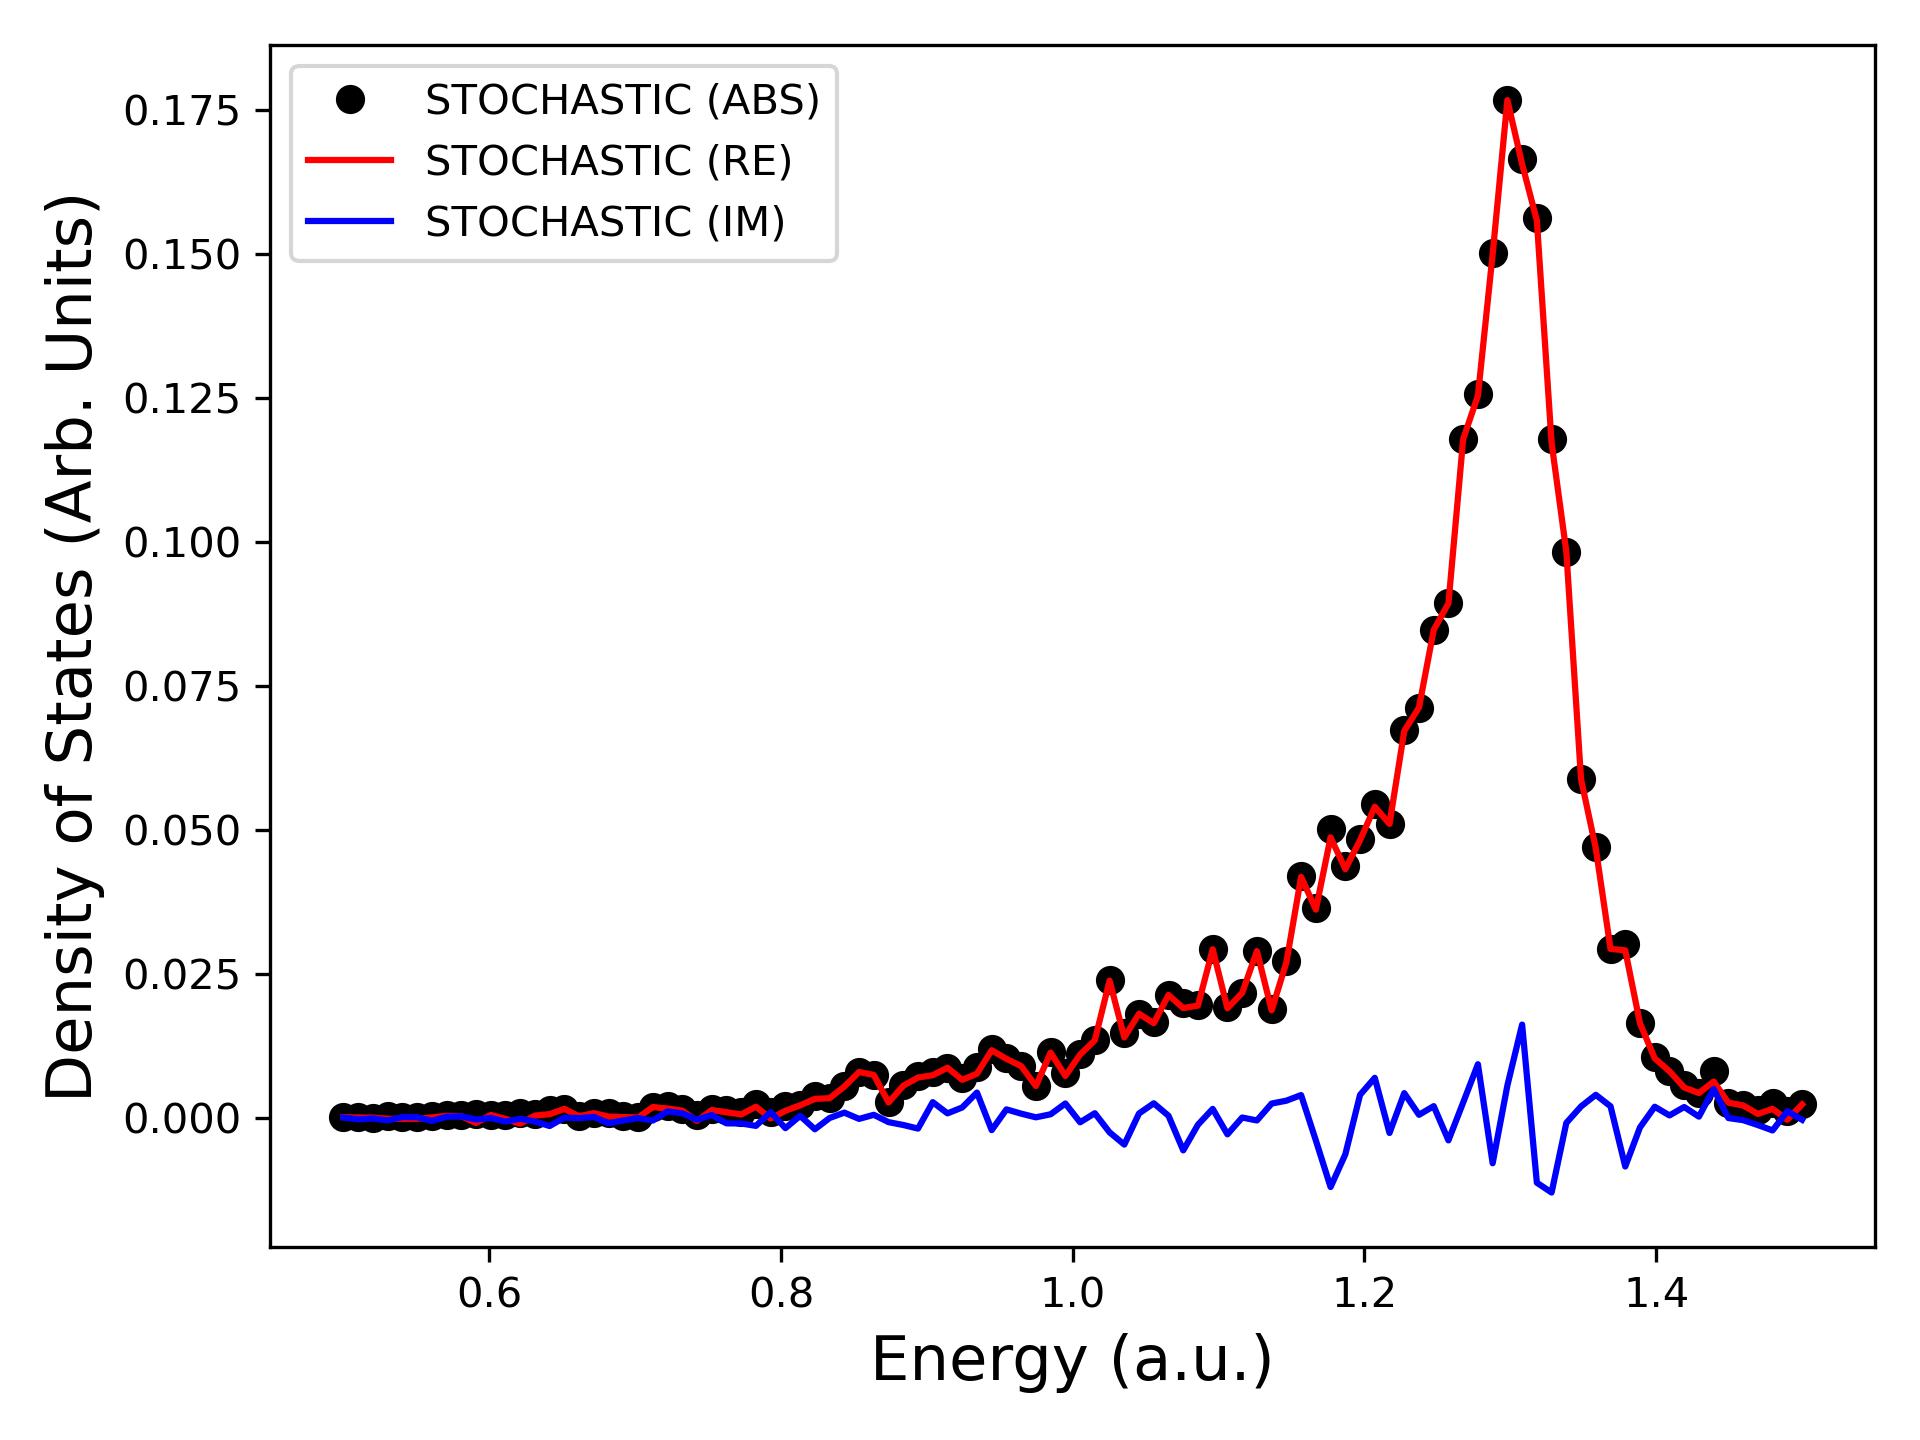 STOCHASTIC (ABS)
STOCHASTIC (RE)
STOCHASTIC (IM)
Density of States (Arb. Units)
0.175
0.150
0.125
0.100
0.075
0.050
0.025
0.000
0.6 0.8 1.0 1.2 1.4
Energy (a.u.)